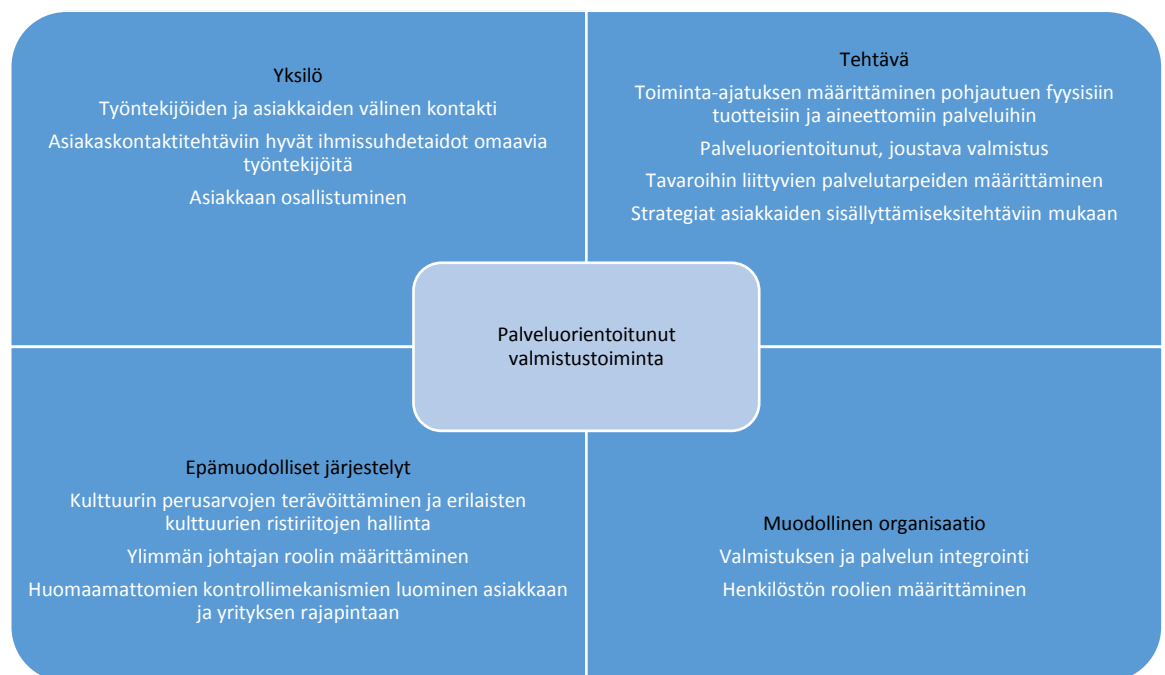 Yksilö
Työntekijöiden ja asiakkaiden välinen kontakti
Asiakaskontaktitehtäviin hyvät ihmissuhdetaidot omaavia
työntekijöitä
Asiakkaan osallistuminen
Tehtävä
Toiminta-ajatuksen määrittäminen pohjautuen fyysisiin
tuotteisiin ja aineettomiin palveluihin
Palveluorientoitunut, joustava valmistus
Tavaroihin liittyvien palvelutarpeiden määrittäminen
Strategiat asiakkaiden sisällyttämiseksitehtäviin mukaan
Palveluorientoitunut
valmistustoiminta
Epämuodolliset järjestelyt
Kulttuurin perusarvojen terävöittäminen ja erilaisten
kulttuurien ristiriitojen hallinta
Ylimmän johtajan roolin määrittäminen
Huomaamattomien kontrollimekanismien luominen asiakkaan
ja yrityksen rajapintaan
Muodollinen organisaatio
Valmistuksen ja palvelun integrointi
Henkilöstön roolien määrittäminen